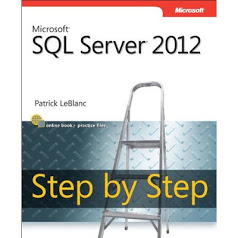 Microsoft
Microsoft
SQL Server 2012
Patrick LeBlanc
online book+ practice files
Step by Step